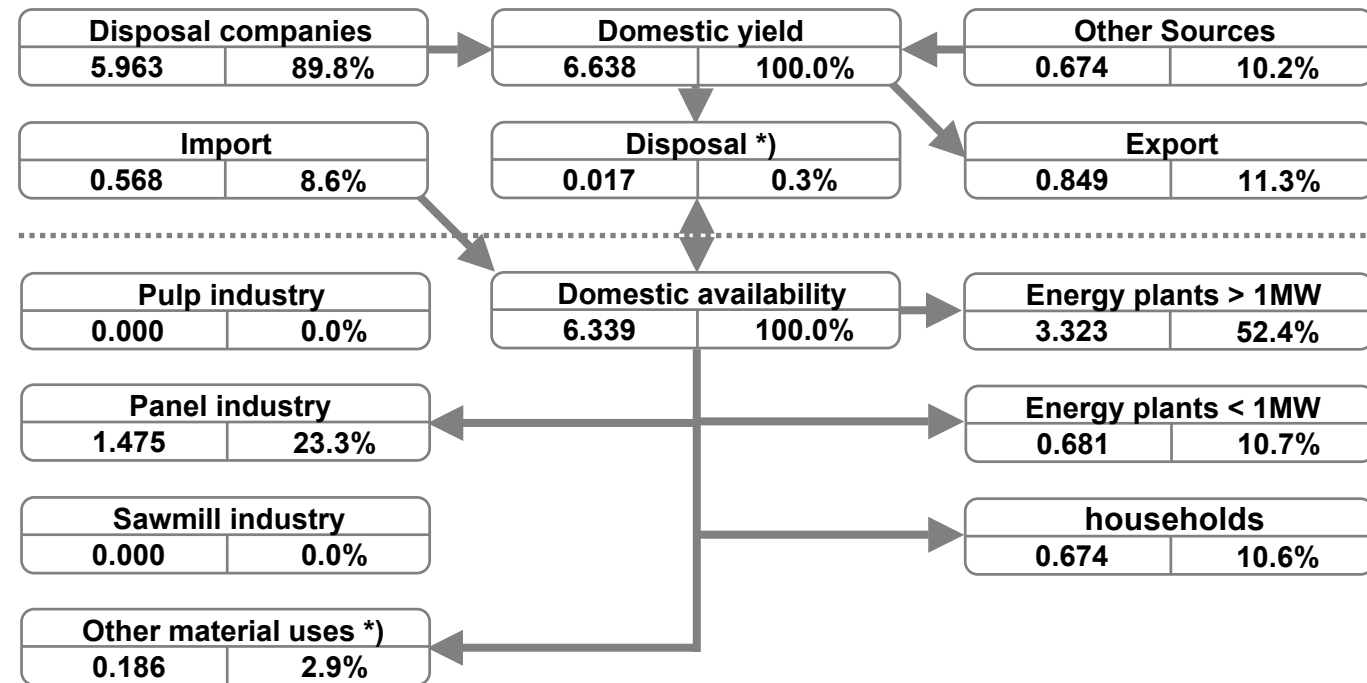 Disposal companies
5.963 89.8%
Domestic yield
6.638 100.0%
Other Sources
0.674 10.2%
Import
0.568 8.6%
Disposal *)
0.017 0.3%
Export
0.849 11.3%
Pulp industry
0.000 0.0%
Domestic availability
6.339 100.0%
Energy plants > 1MW
3.323 52.4%
Panel industry
1.475 23.3%
Energy plants < 1MW
0.681 10.7%
Sawmill industry
0.000 0.0%
households
0.674 10.6%
Other material uses *)
0.186 2.9%